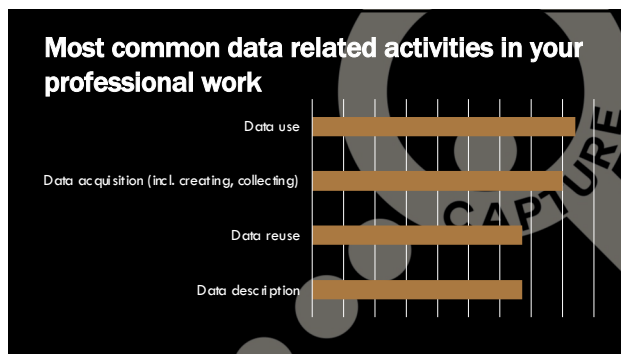 Most common data related activities in your
professional work
Data use
Data acquisition (incl. creating, collecting)
Data reuse
Data description
CAPTURE